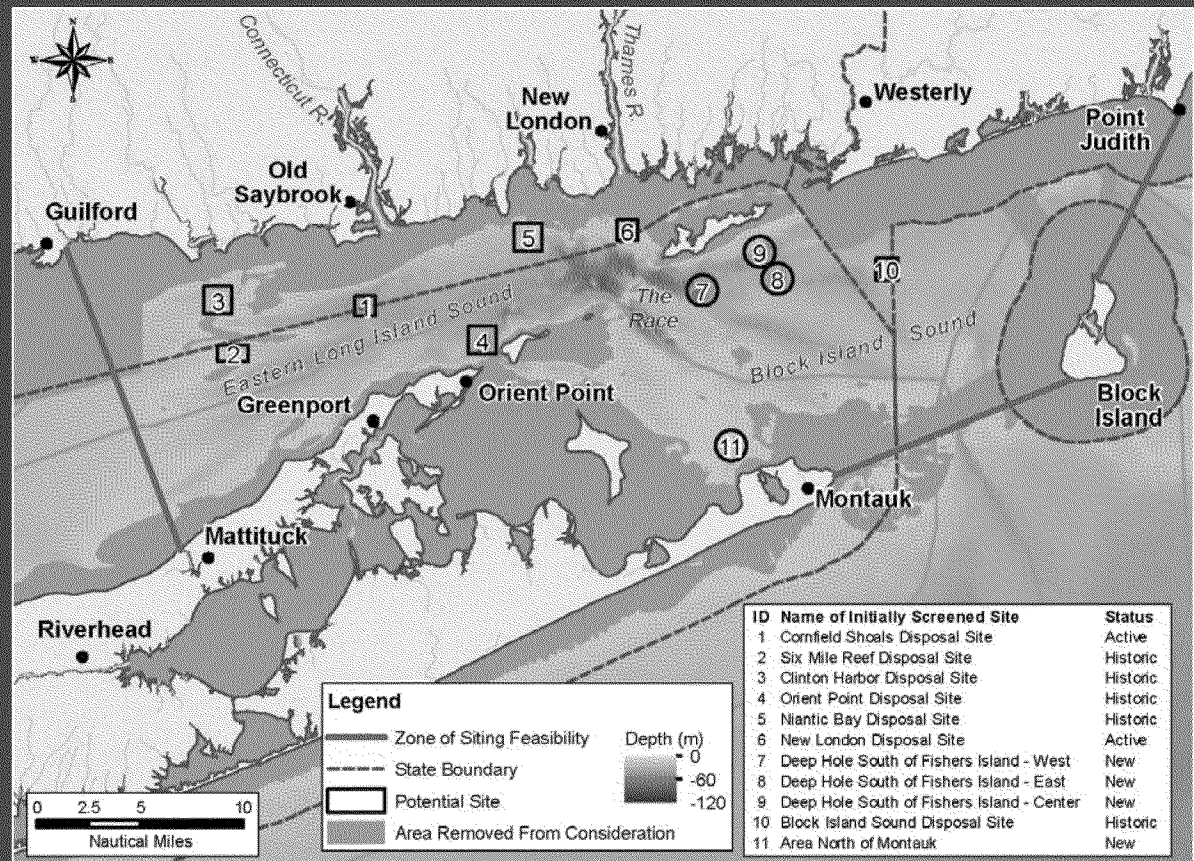 N
W
E
S
Connecticut R.
Thames R.
New
London
Westerly
Point
Judith
Old
Saybrook
Guilford
5
6
9
8
10
3
7
1
The
Race
2
4
Eastern Long Island Sound
Block Island Sound
Orient Point
Greenport
Block
Island
11
Montauk
Mattituck
Riverhead
ID Name of Initially Screened Site Status
1 Cornfield Shoals Disposal Site Active
2 Six Mile Reef Disposal Site Historic
3 Clinton Harbor Disposal Site Historic
4 Orient Point Disposal Site Historic
5 Niantic Bay Disposal Site Historic
6 New London Disposal Site Active
7 Deep Hole South of Fishers Island - West New
8 Deep Hole South of Fishers Island - East New
9 Deep Hole South of Fishers Island - Center New
10 Block Island Sound Disposal Site Historic
11 Area North of Montauk New
Legend
Zone of Siting Feasibility
State Boundary
Potential Site
Area Removed From Consideration
Depth (m)
0
-60
-120
0 2.5 5 10
Nautical Miles